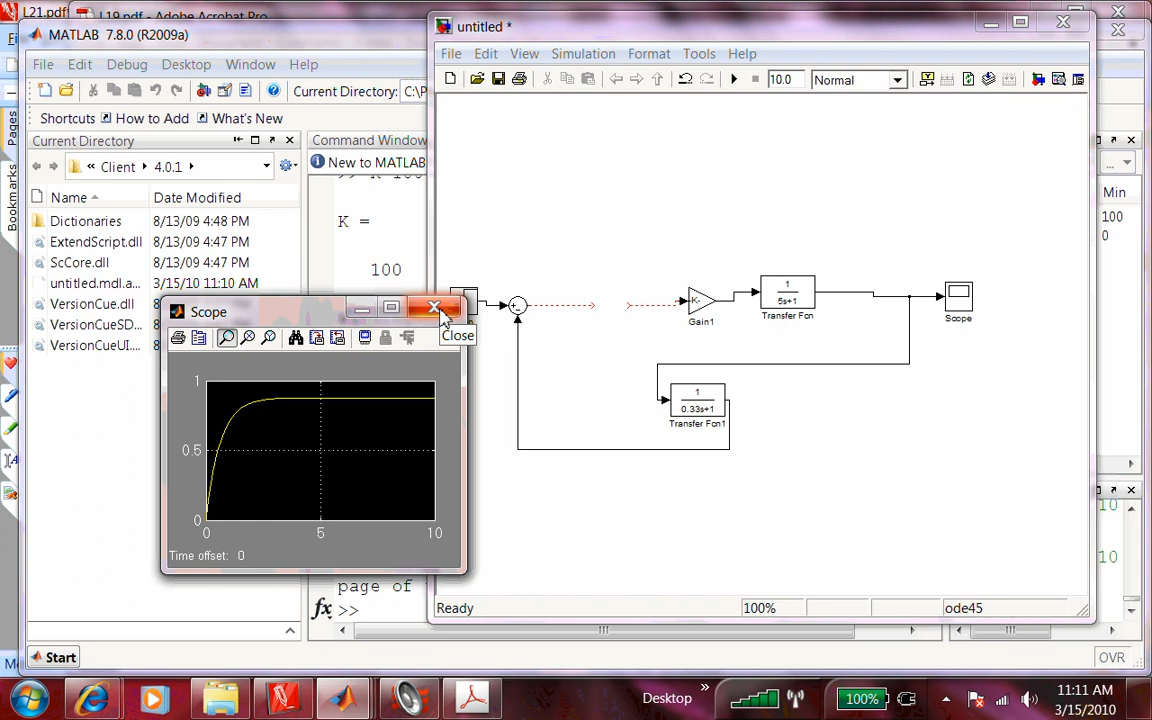 L21.pdf
L19.pdf - Adobe Acrobat Pro
MATLAB 7.8.0 (R2009a)
File Edit Debug Desktop Window Help
Current Directory: C:\P
Shortcuts How to Add What's New
Current Directory
« Client 4.0.1
Name Date Modified
Dictionaries 8/13/09 4:48 PM
ExtendScript.dll 8/13/09 4:47 PM
ScCore.dll 8/13/09 4:47 PM
untitled.mdl.a... 3/15/10 11:10 AM
VersionCue.dll
VersionCueSD...
VersionCueUI....
Pages
Bookmarks
Command Window
New to MATLAB
K =
100
page of
fx >>
untitled *
File Edit View Simulation Format Tools Help
10.0 Normal
K-
Gain1
1
5s+1
Transfer Fcn
Scope
1
0.33s+1
Transfer Fcn1
Ready 100% ode45
Scope
Close
1
0.5
0
0 5 10
Time offset: 0
...
Min
100
0
10
10
Start
OVR
Desktop » 100% 11:11 AM
3/15/2010